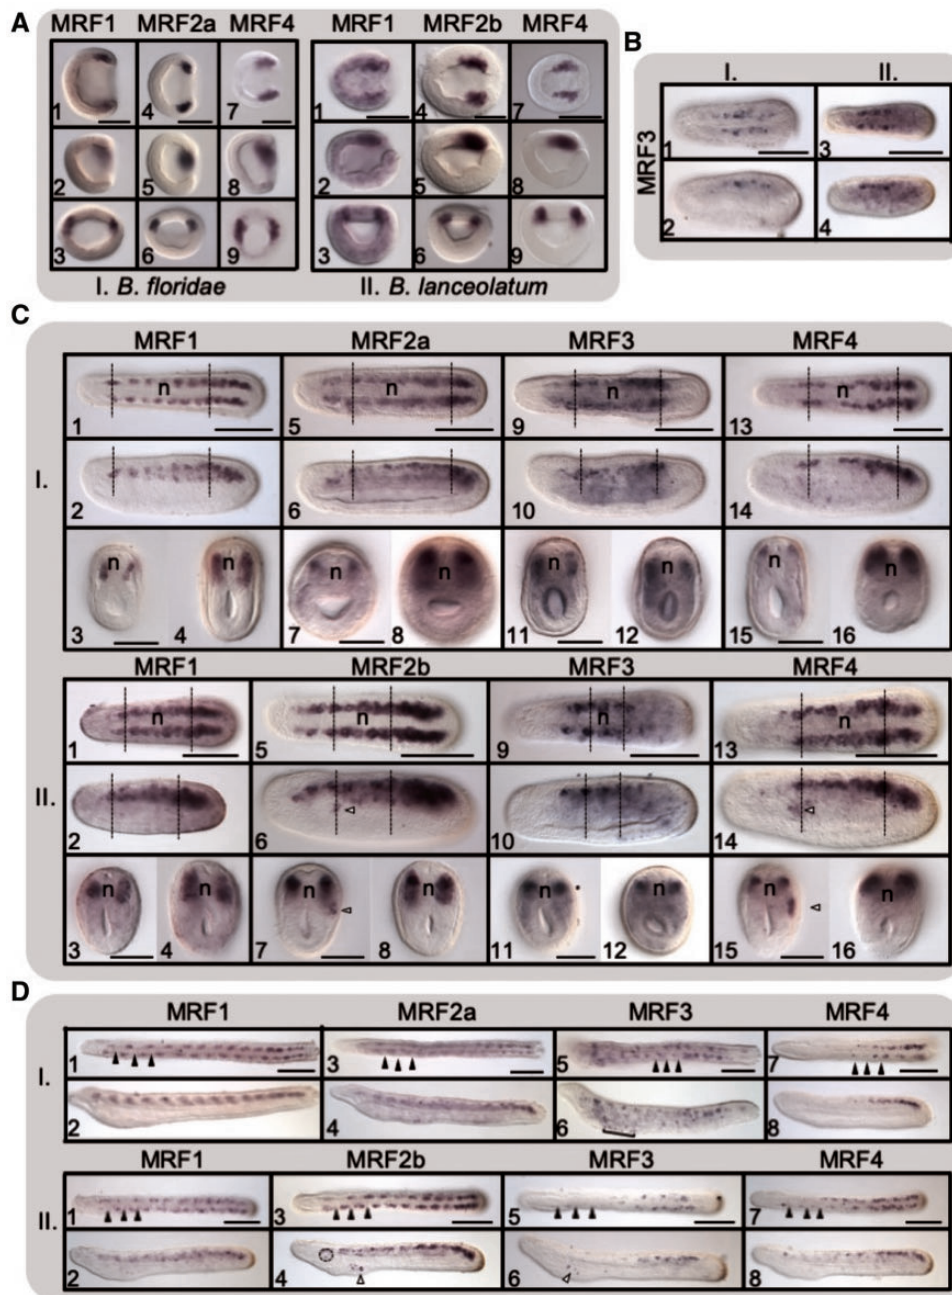 A
MRF1 MRF2a MRF4 MRF1 MRF2b MRF4
1 4 7 1 4 7
2 5 8 2 5 8
3 6 9 3 6 9
I. B. floridae II. B. lanceolatum
B
I. II.
MRF3
1 3
2 4
C
MRF1 MRF2a MRF3 MRF4
I.
n n n n
1 5 9 13
2 6 10 14
n n n n n n n n
3 4 7 8 11 12 15 16
MRF1 MRF2b MRF3 MRF4
II.
n n n n
1 5 9 13
2 6 10 14
n n n n n n n n
3 4 7 8 11 12 15 16
D
MRF1 MRF2a MRF3 MRF4
I.
1 3 5 7
2 4 6 8
MRF1 MRF2b MRF3 MRF4
II.
1 3 5 7
2 4 6 8